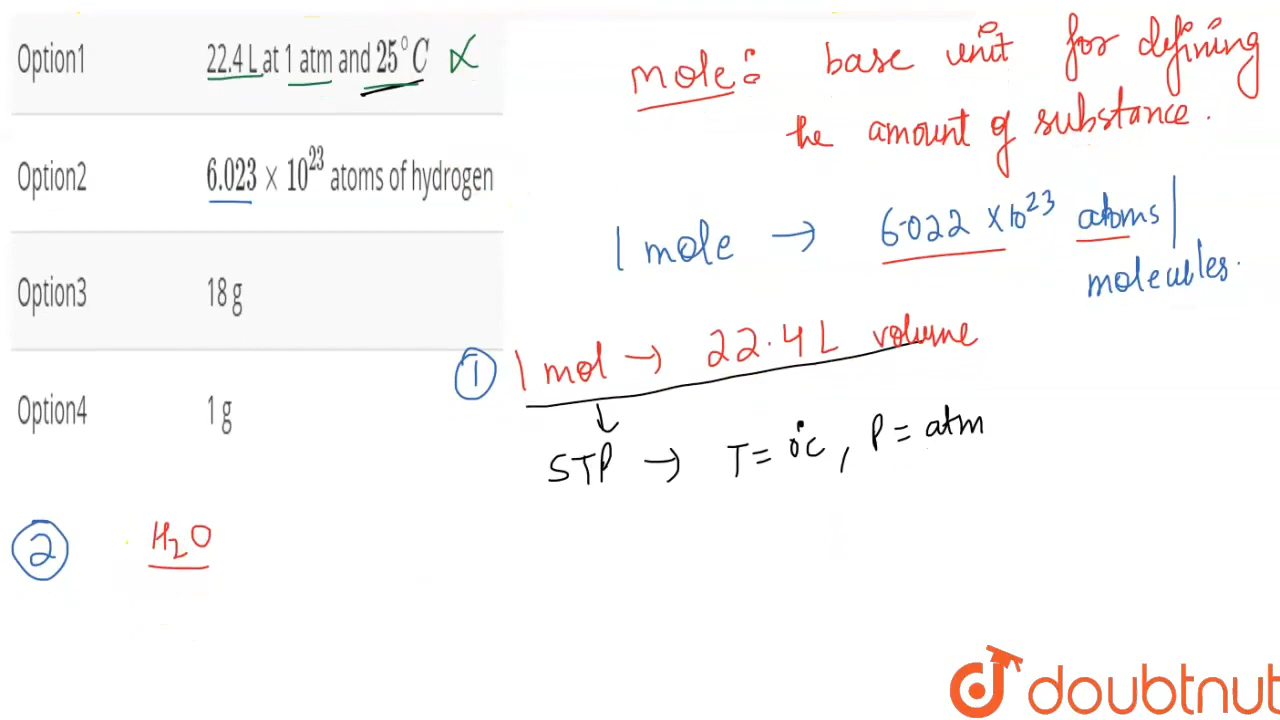 Option1 22.4 L at 1 atm and 25°C
Option2 6.023 × 10^23 atoms of hydrogen
Option3 18 g
Option4 1 g
mole: base unit for defining
the amount of substance.
1 mole → 6.022 × 10^23 atoms |
molecules.
① 1 mol → 22.4 L volume
↓
STP → T = 0°C, P = atm
② H₂O
doubtnut